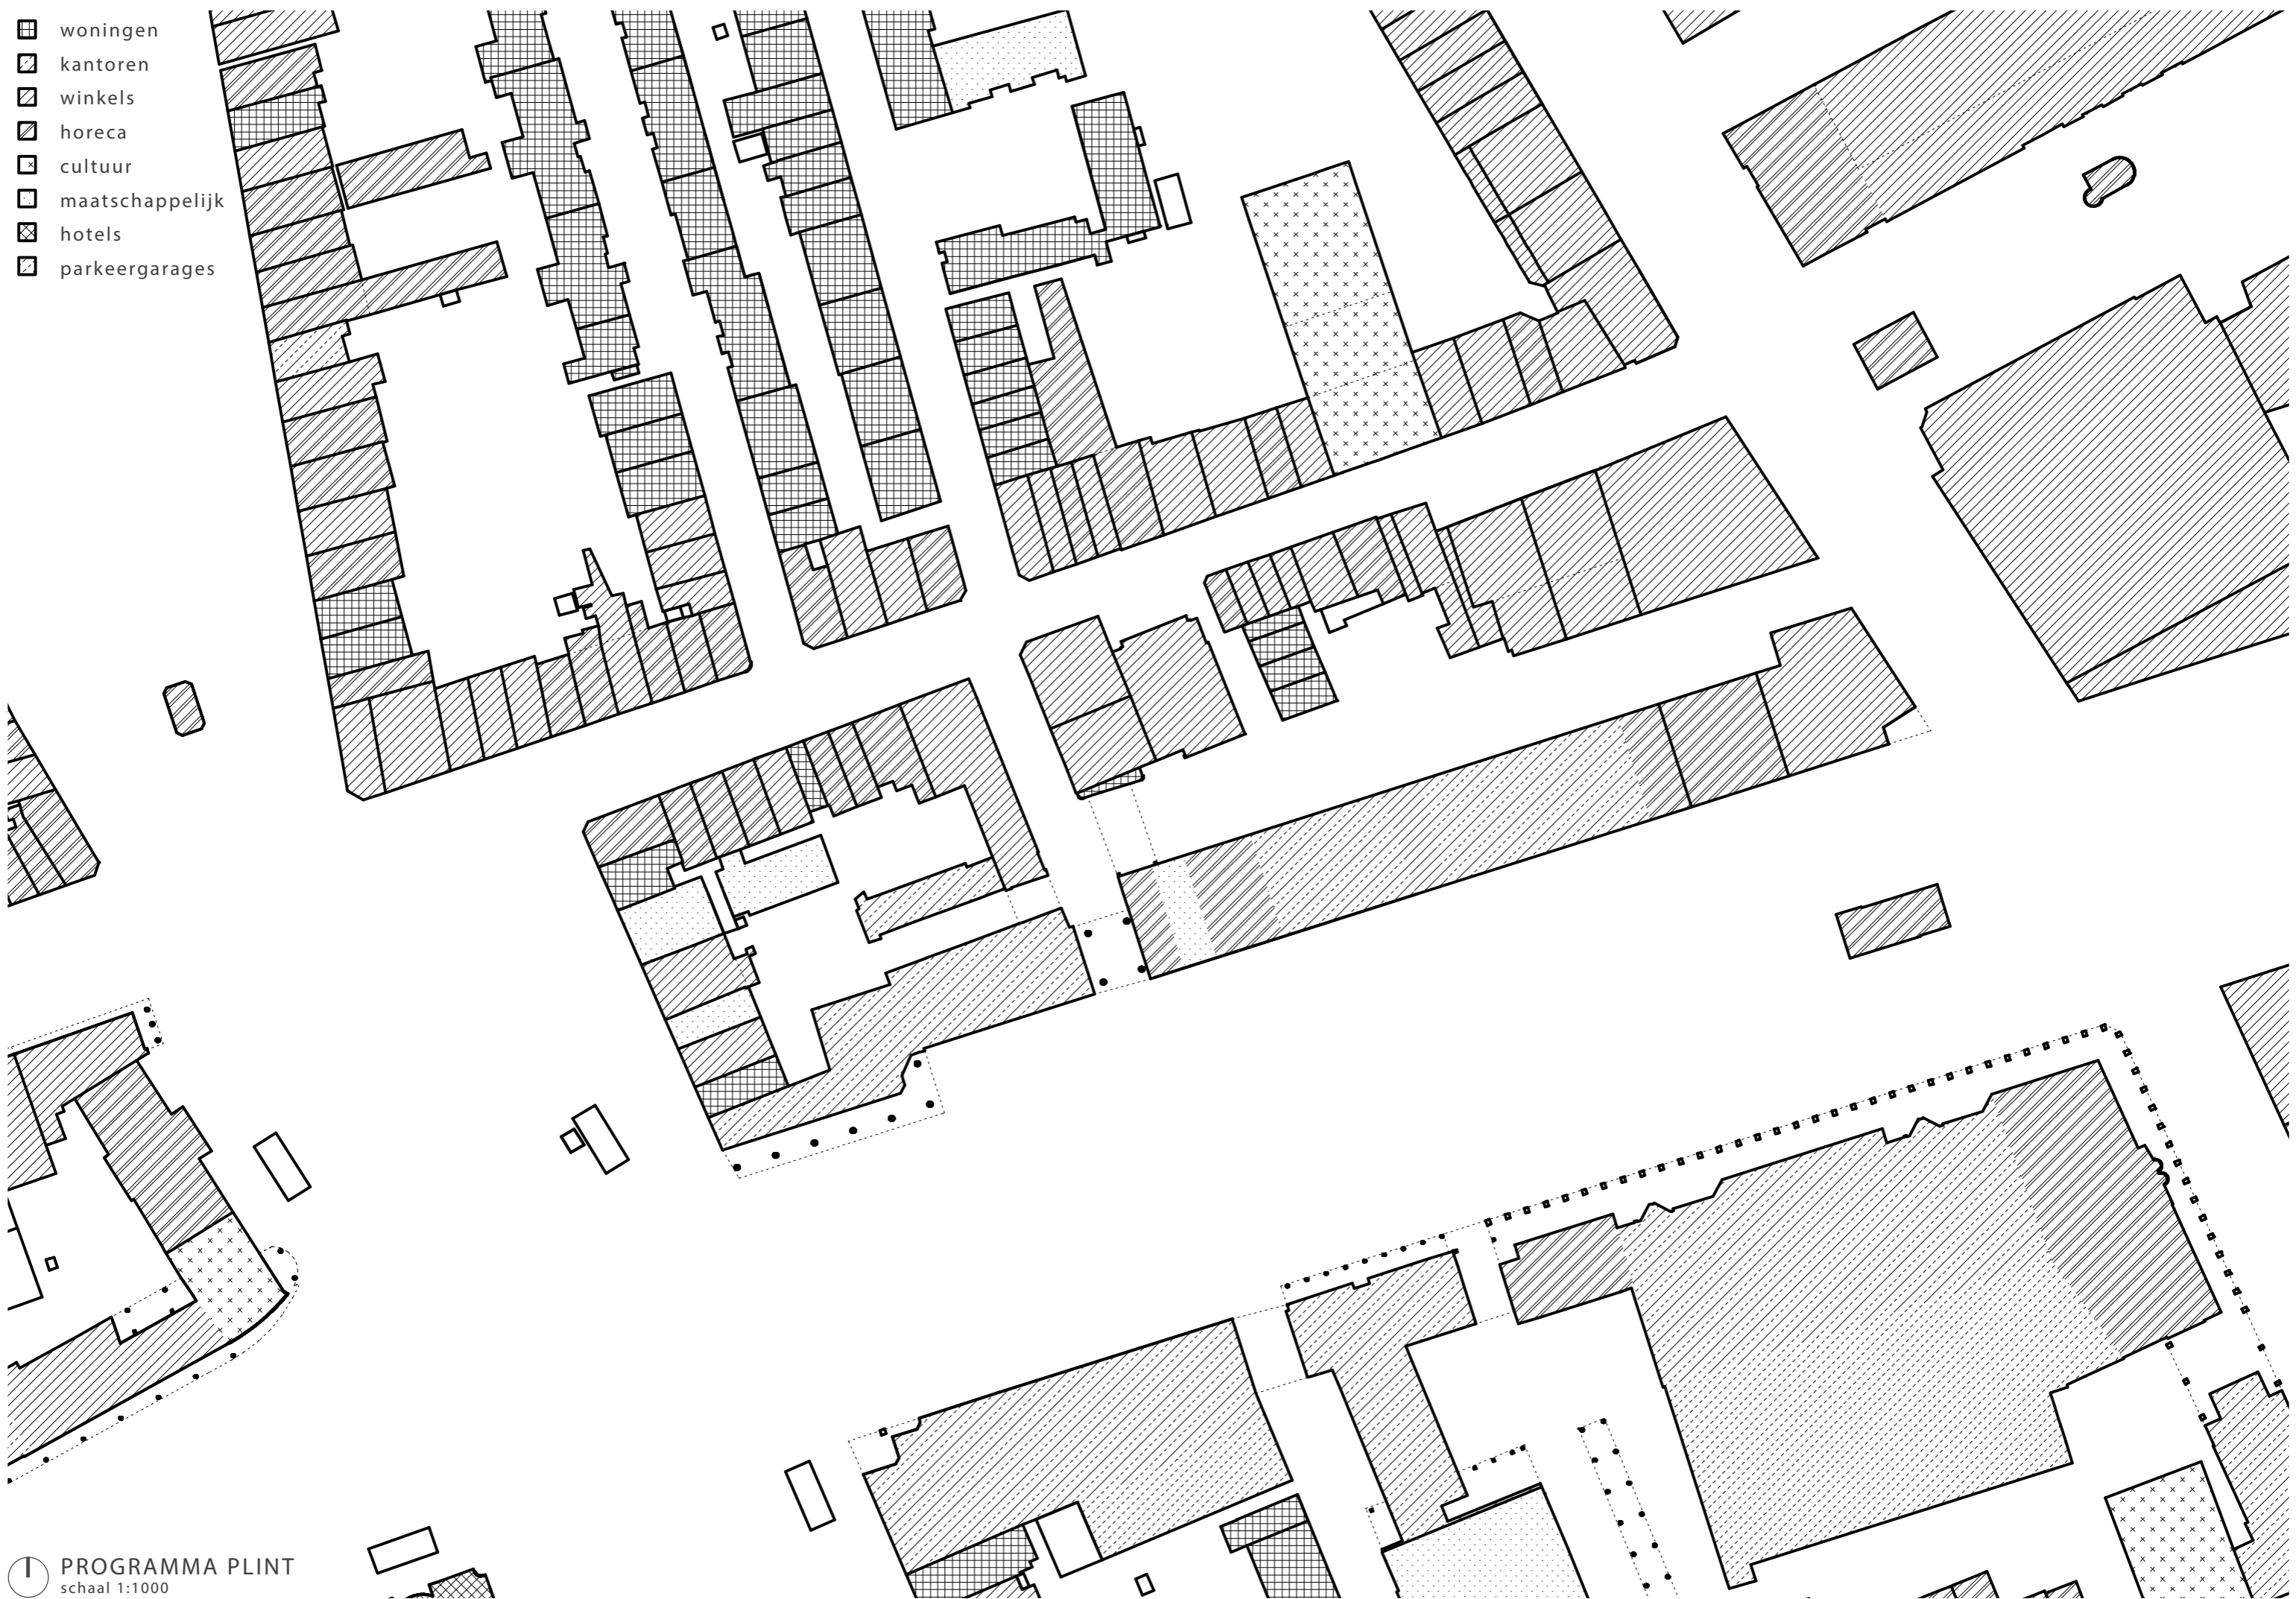 woningen
kantoren
winkels
horeca
cultuur
maatschappelijk
hotels
parkeergarages
PROGRAMMA PLINT
schaal 1:1000